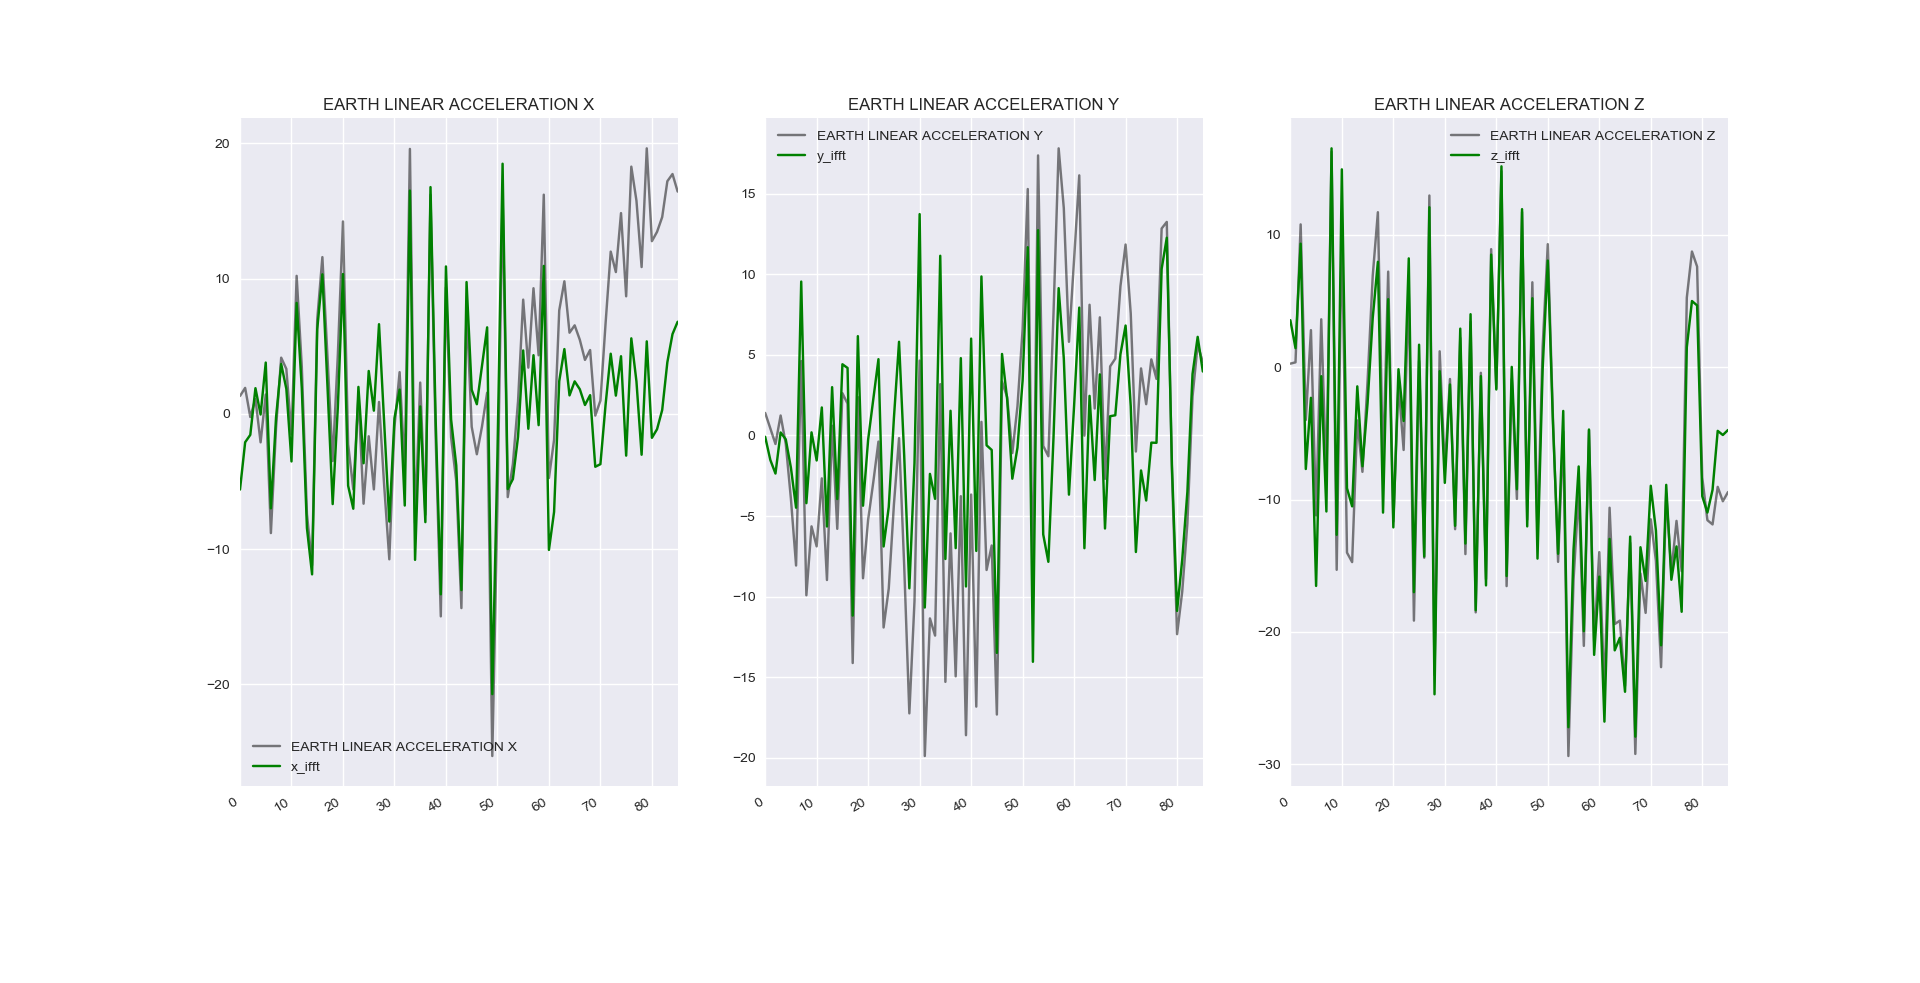 EARTH LINEAR ACCELERATION X
20
10
0
−10
−20
EARTH LINEAR ACCELERATION X
x_ifft
0 10 20 30 40 50 60 70 80
EARTH LINEAR ACCELERATION Y
EARTH LINEAR ACCELERATION Y
y_ifft
15
10
5
0
−5
−10
−15
−20
0 10 20 30 40 50 60 70 80
EARTH LINEAR ACCELERATION Z
EARTH LINEAR ACCELERATION Z
z_ifft
10
0
−10
−20
−30
0 10 20 30 40 50 60 70 80